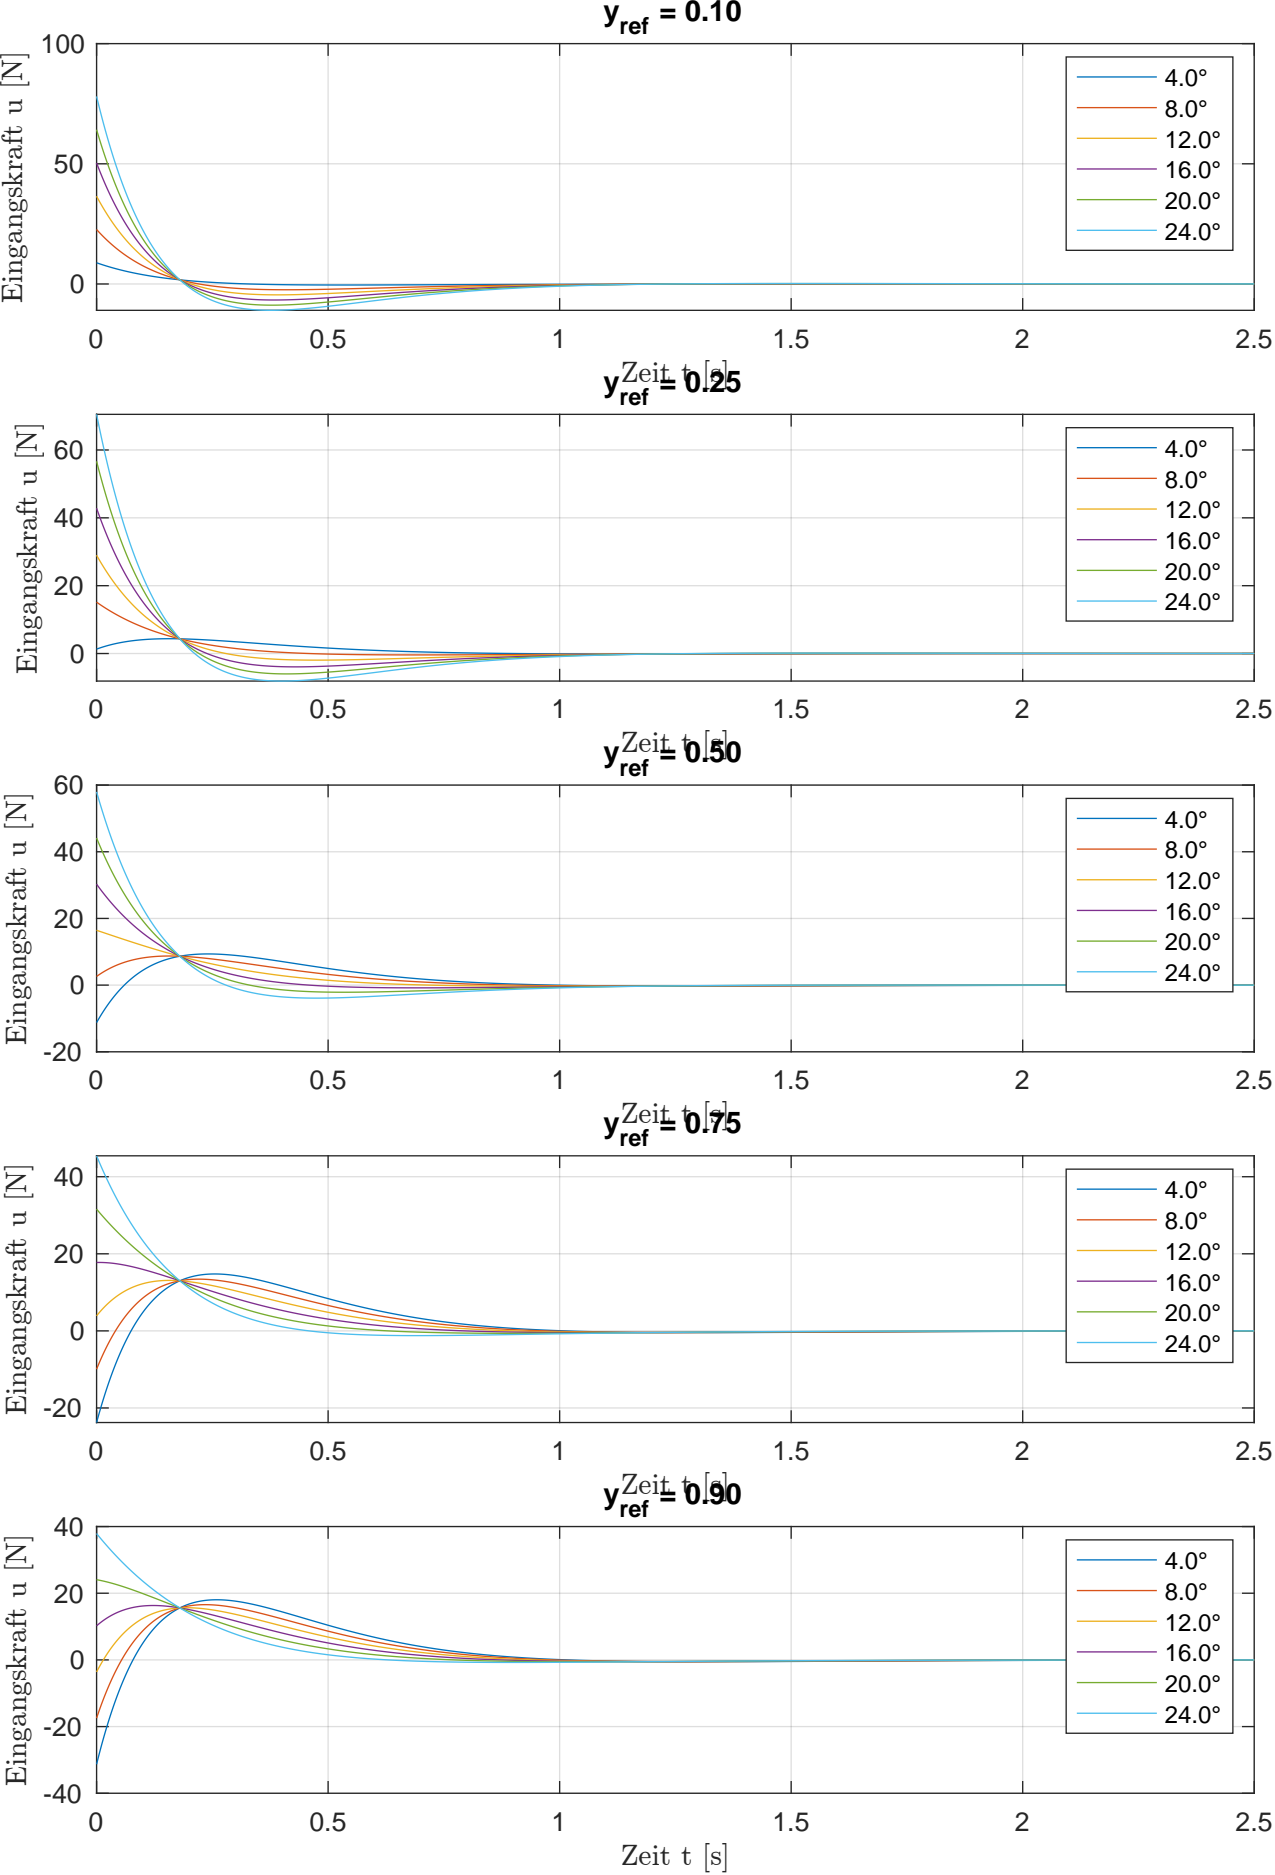 y_ref = 0.10
Eingangskraft u [N]
100
50
0
0 0.5 1 1.5 2 2.5
Zeit t [s]
4.0°
8.0°
12.0°
16.0°
20.0°
24.0°
y_ref = 0.25
Eingangskraft u [N]
60
40
20
0
0 0.5 1 1.5 2 2.5
Zeit t [s]
4.0°
8.0°
12.0°
16.0°
20.0°
24.0°
y_ref = 0.50
Eingangskraft u [N]
60
40
20
0
-20
0 0.5 1 1.5 2 2.5
Zeit t [s]
4.0°
8.0°
12.0°
16.0°
20.0°
24.0°
y_ref = 0.75
Eingangskraft u [N]
40
20
0
-20
0 0.5 1 1.5 2 2.5
Zeit t [s]
4.0°
8.0°
12.0°
16.0°
20.0°
24.0°
y_ref = 0.90
Eingangskraft u [N]
40
20
0
-20
-40
0 0.5 1 1.5 2 2.5
Zeit t [s]
4.0°
8.0°
12.0°
16.0°
20.0°
24.0°